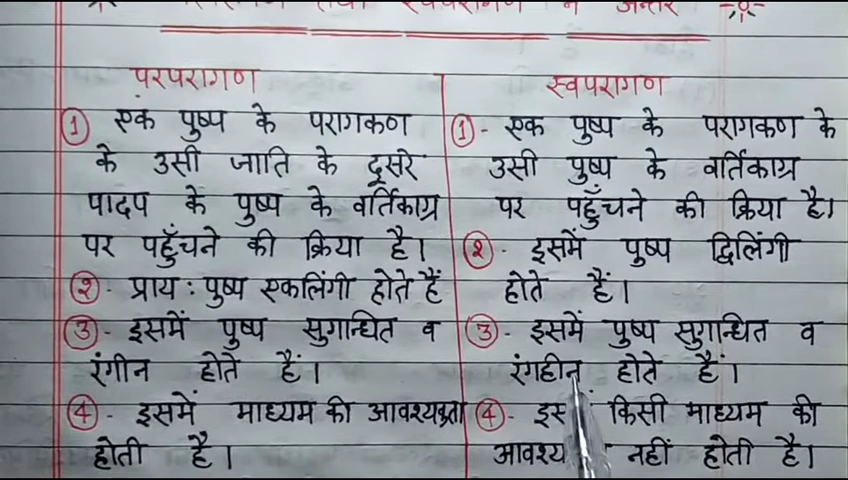 परपरागण
① एक पुष्प के परागकण
के उसी जाति के दूसरे
पादप के पुष्प के वर्तिकाग्र
पर पहुँचने की क्रिया है।
② - प्राय: पुष्प एकलिंगी होते हैं
③ - इसमें पुष्प सुगन्धित व
रंगीन होते हैं।
④ - इसमें माध्यम की आवश्यक्ता
होती है।
स्वपरागण
① - एक पुष्प के परागकण के
उसी पुष्प के वर्तिकाग्र
पर पहुँचने की क्रिया है।
② - इसमें पुष्प द्विलिंगी
होते हैं।
③ - इसमें पुष्प सुगन्धित व
रंगहीन होते हैं।
④ - किसी माध्यम की
नहीं होती है।